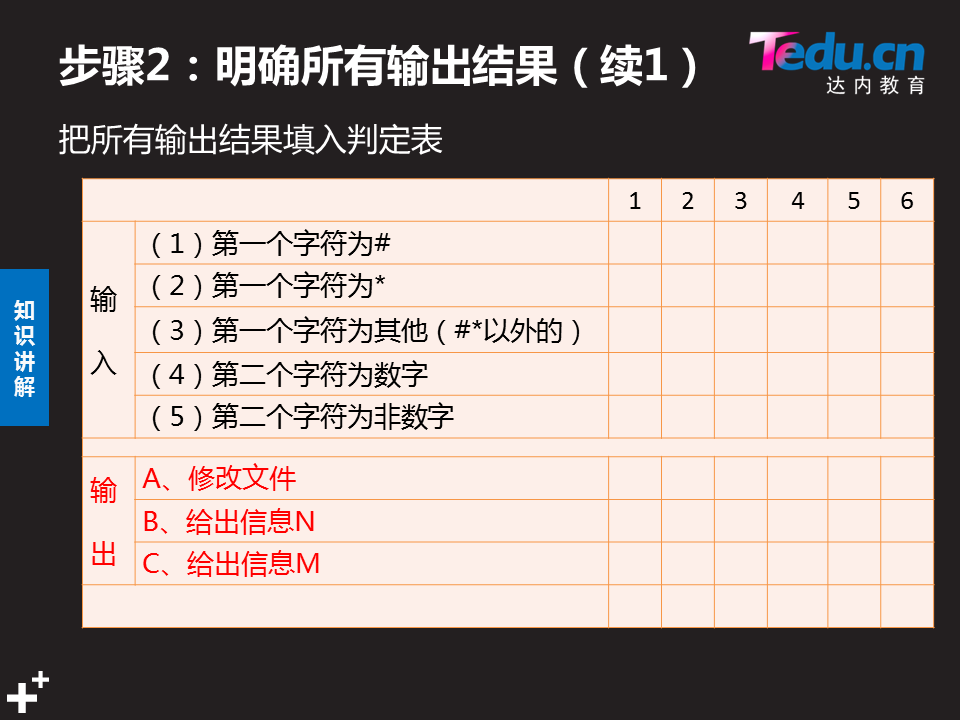 步骤2：明确所有输出结果（续1）
Tedu.cn
达内教育
把所有输出结果填入判定表
1 2 3 4 5 6
输入
（1）第一个字符为#
（2）第一个字符为*
（3）第一个字符为其他（#*以外的）
（4）第二个字符为数字
（5）第二个字符为非数字
输出
A、修改文件
B、给出信息N
C、给出信息M
知识讲解